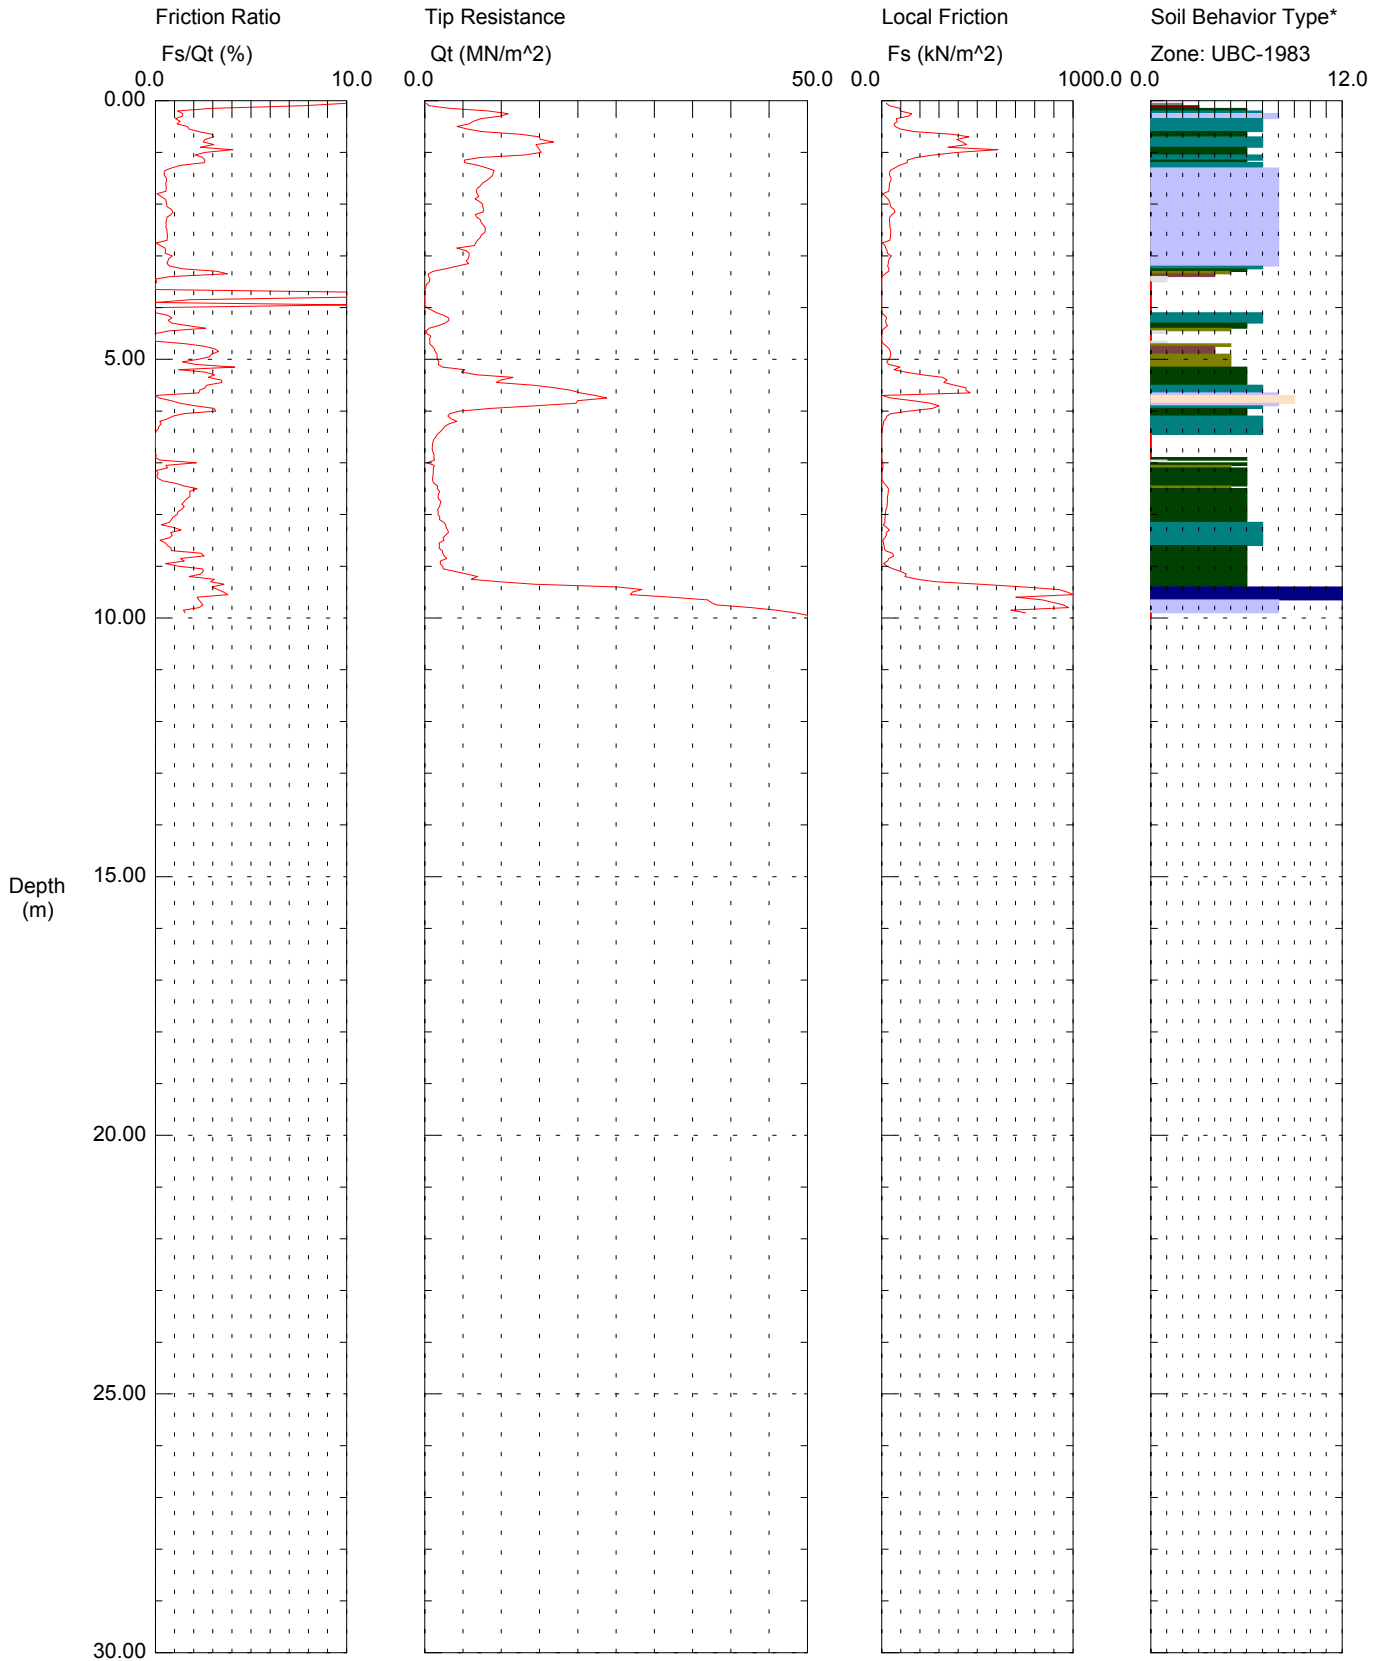 Friction Ratio Tip Resistance Local Friction Soil Behavior Type*
Fs/Qt (%) Qt (MN/m^2) Fs (kN/m^2) Zone: UBC-1983
0.0 10.0 0.0 50.0 0.0 1000.0 0.0 12.0
0.00
5.00
10.00
15.00
Depth
(m)
20.00
25.00
30.00